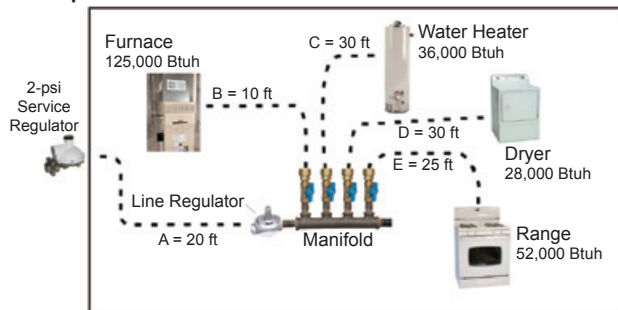 Furnace
125,000 Btuh
C = 30 ft
Water Heater
36,000 Btuh
2-psi
Service
Regulator
B = 10 ft
D = 30 ft
E = 25 ft
Dryer
28,000 Btuh
Line Regulator
A = 20 ft
Manifold
Range
52,000 Btuh